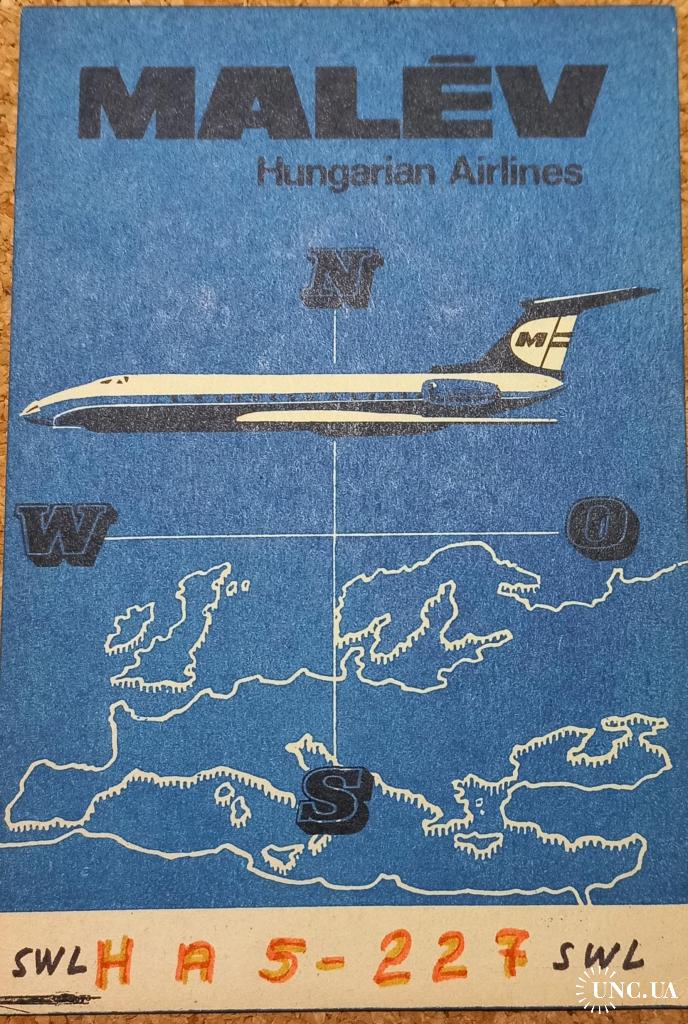 MALÉV
Hungarian Airlines
N
M
W O
S
SWL HA5-227 SWL
UNC.UA